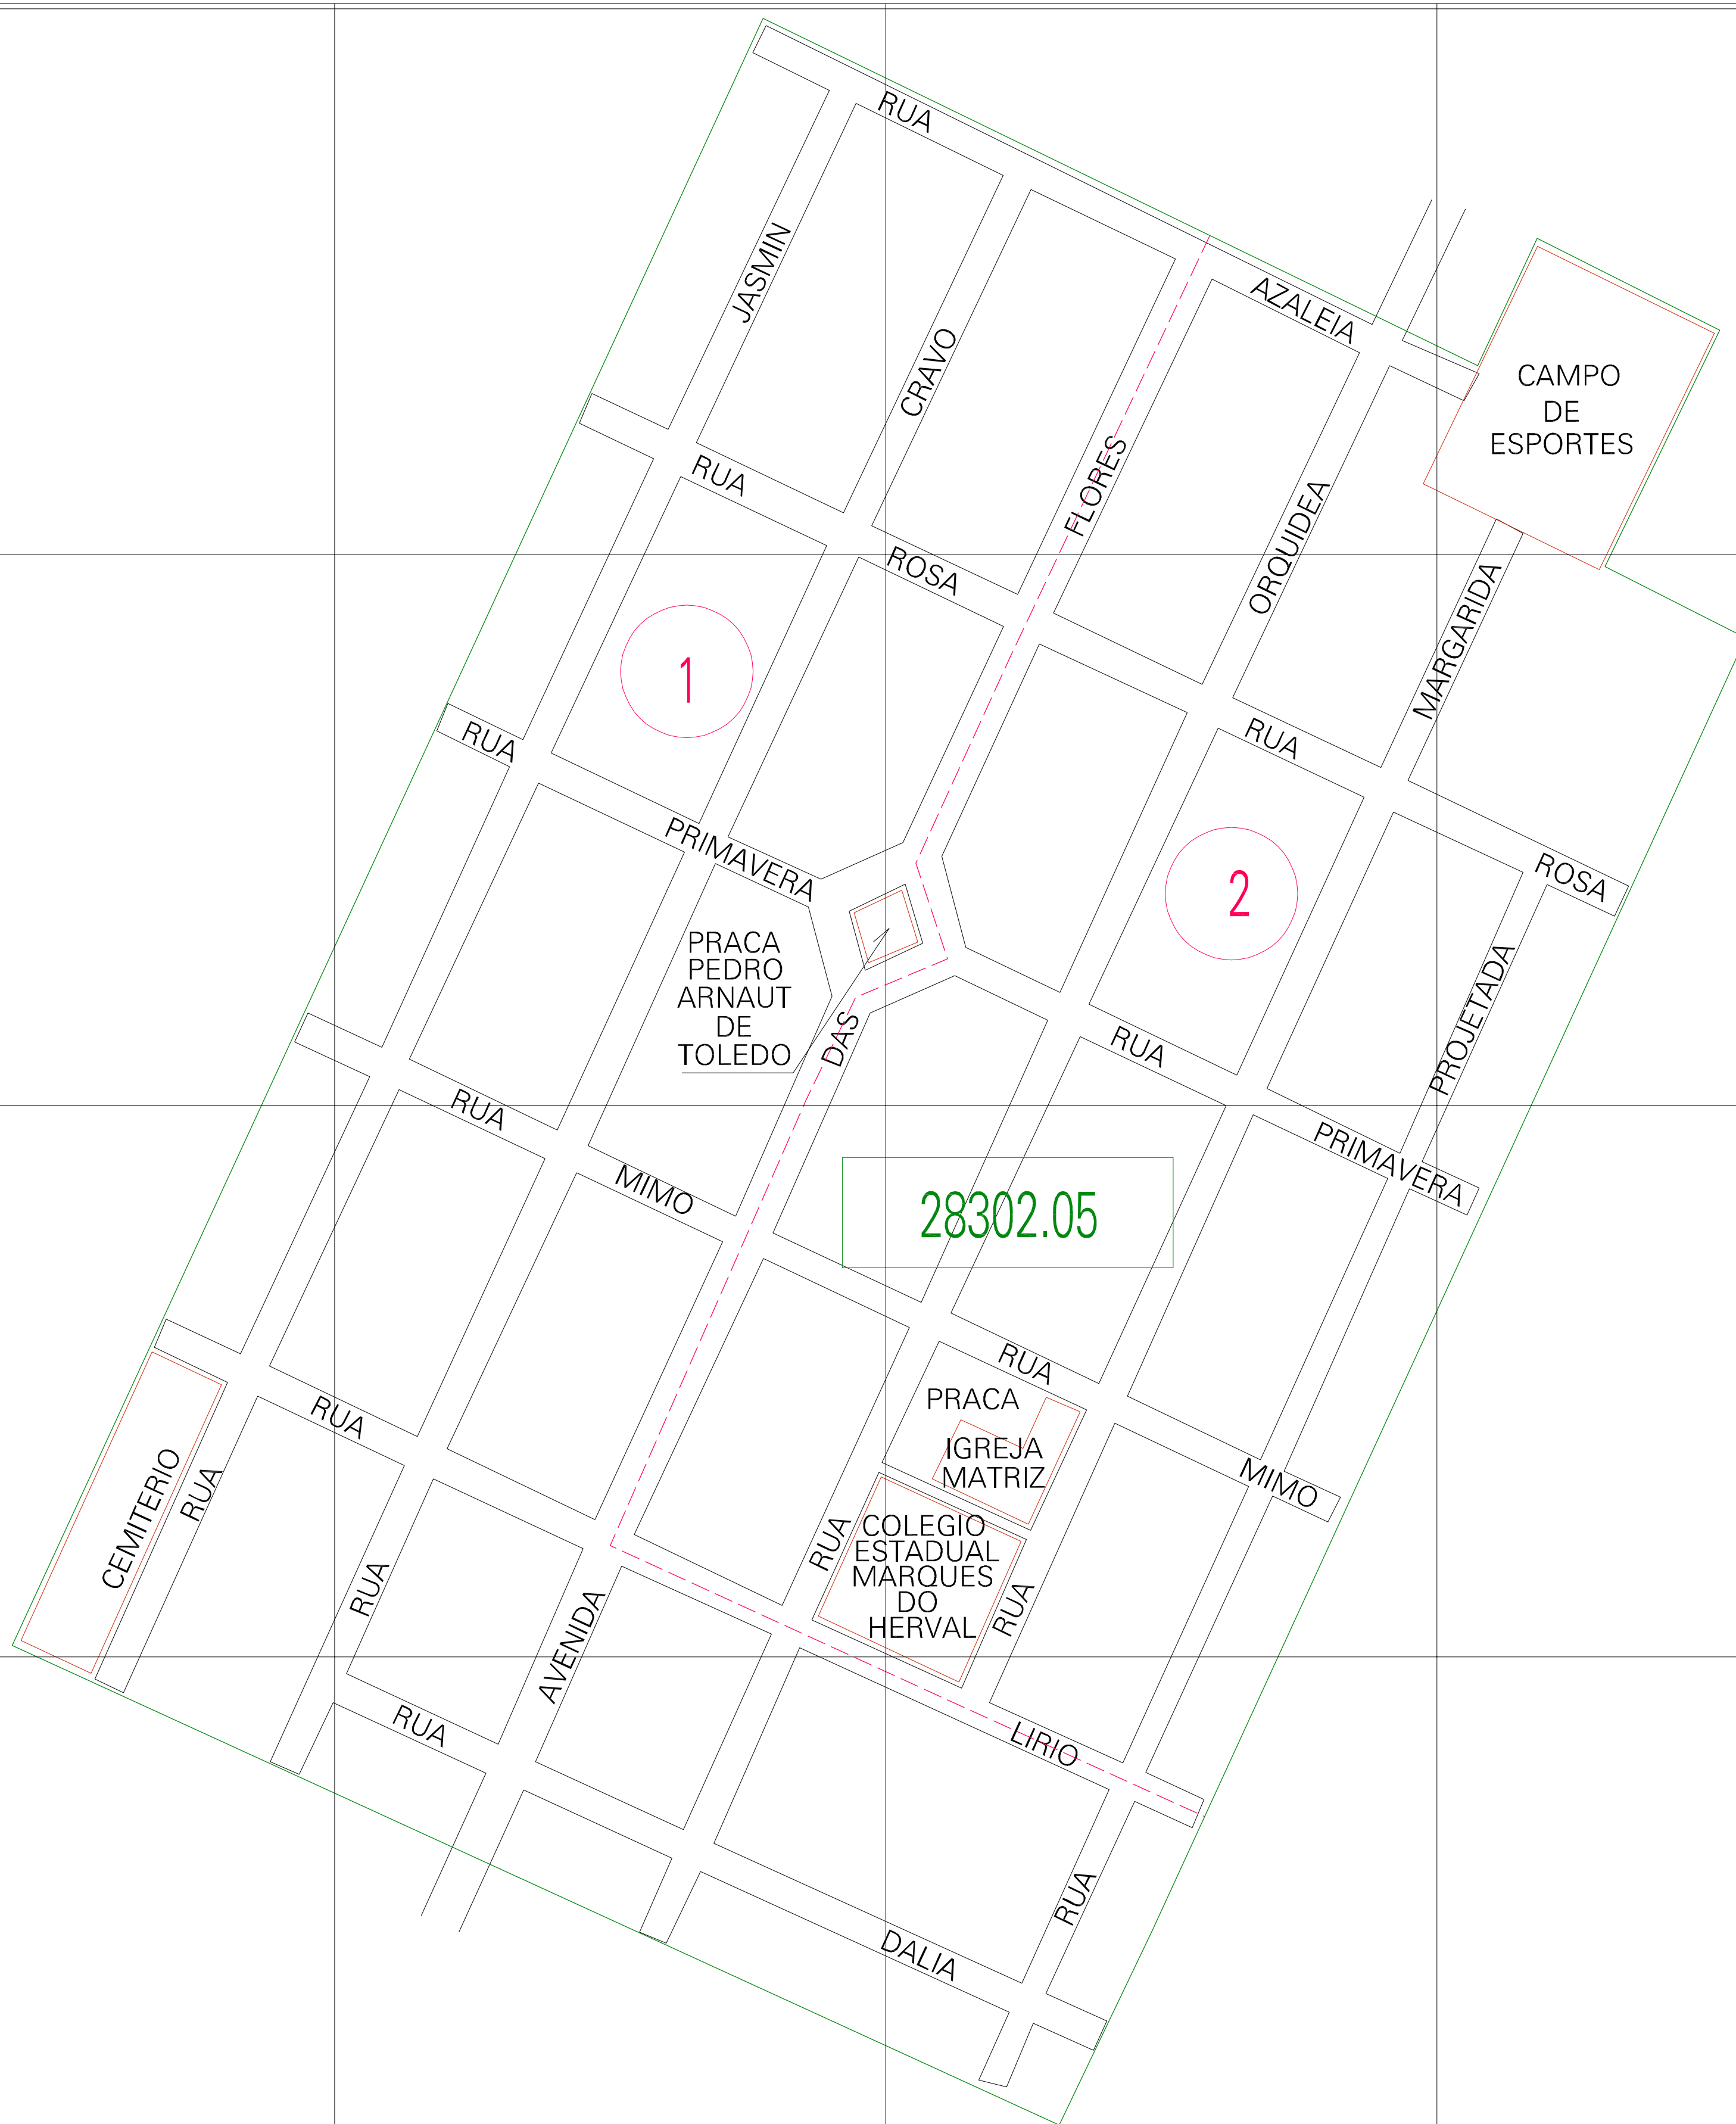 RUA
JASMIN
AZALEIA
CRAVO
CAMPO
DE
ESPORTES
RUA
FLORES
ORQUIDEA
ROSA
MARGARIDA
1
RUA
RUA
PRIMAVERA
2
ROSA
PRACA
PEDRO
ARNAUT
DE
TOLEDO
DAS
RUA
PROJETADA
RUA
MIMO
PRIMAVERA
28302.05
RUA
PRACA
IGREJA
MATRIZ
RUA
MIMO
CEMITERIO
RUA
RUA
COLEGIO
ESTADUAL
MARQUES
DO
HERVAL
RUA
RUA
AVENIDA
RUA
LIRIO
RUA
DALIA